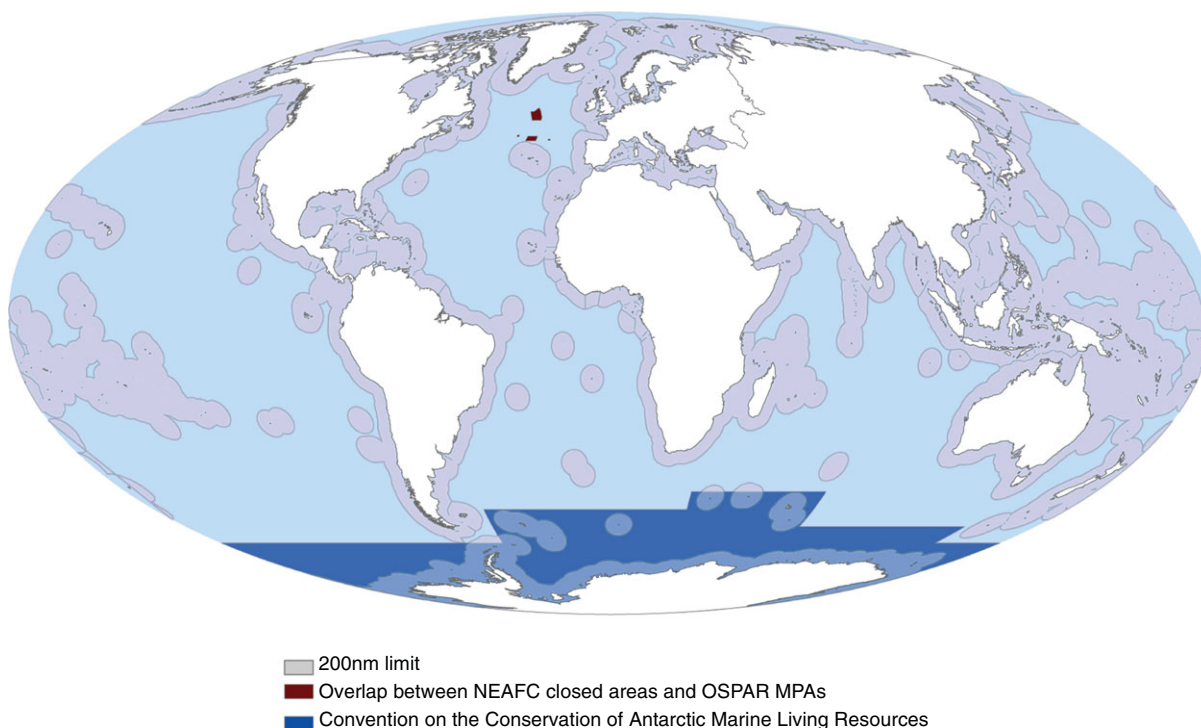 200nm limit
Overlap between NEAFC closed areas and OSPAR MPAs
Convention on the Conservation of Antarctic Marine Living Resources